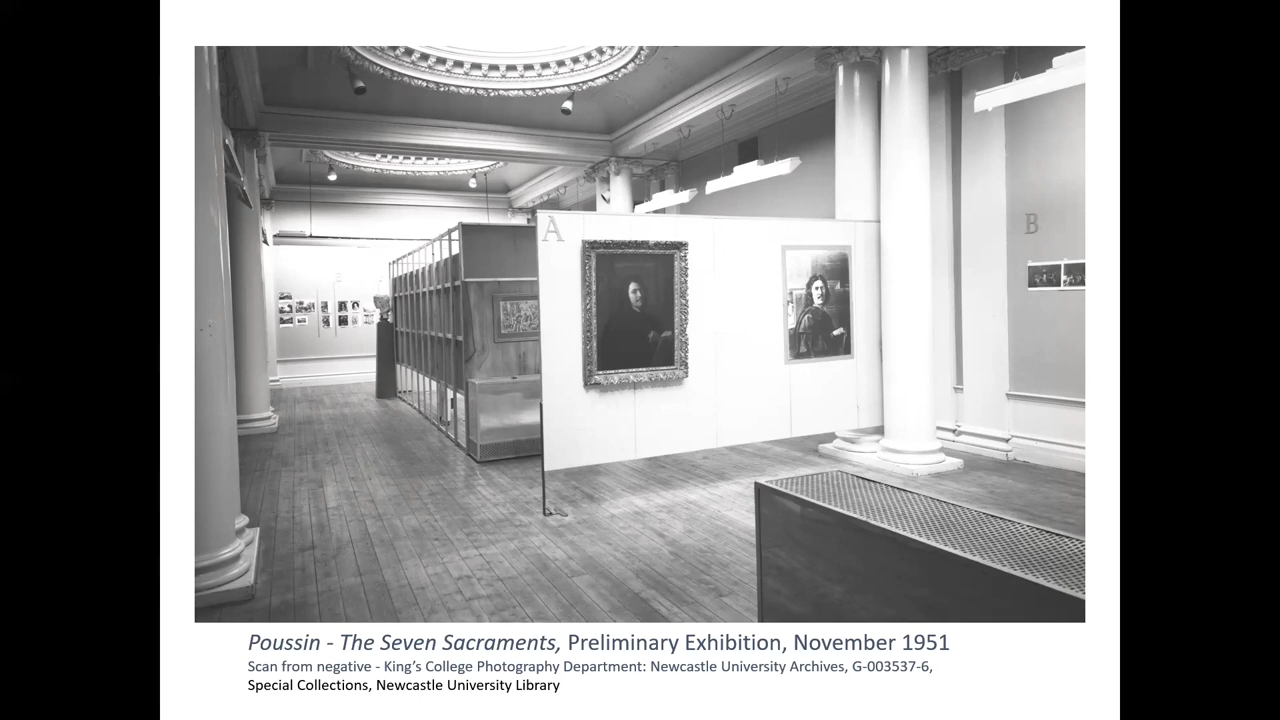 A
B
Poussin - The Seven Sacraments, Preliminary Exhibition, November 1951
Scan from negative - King’s College Photography Department: Newcastle University Archives, G-003537-6,
Special Collections, Newcastle University Library